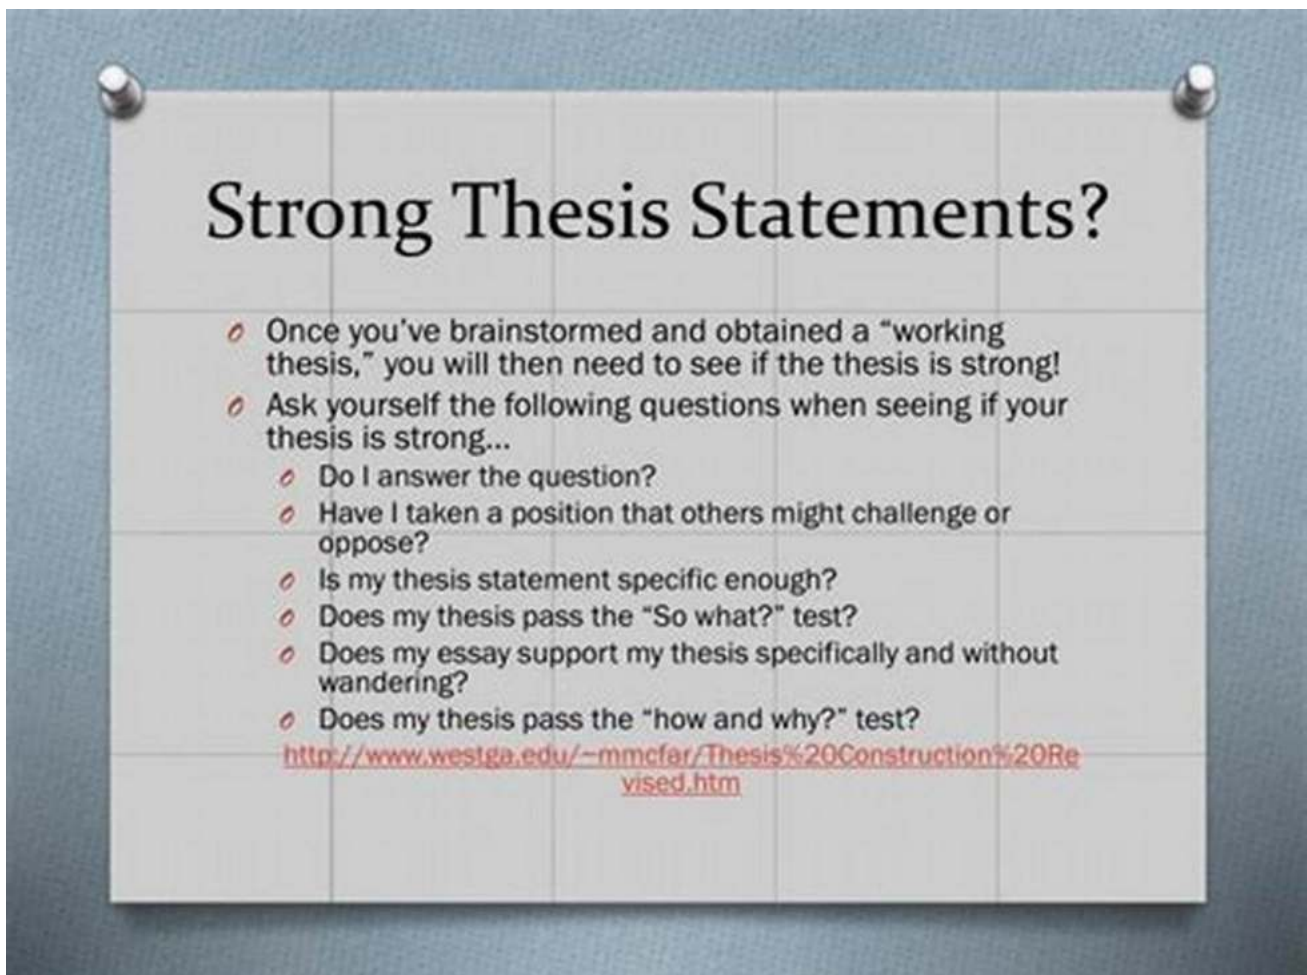 Strong Thesis Statements?
Once you've brainstormed and obtained a “working
thesis,” you will then need to see if the thesis is strong!
Ask yourself the following questions when seeing if your
thesis is strong...
Do I answer the question?
Have I taken a position that others might challenge or
oppose?
Is my thesis statement specific enough?
Does my thesis pass the “So what?” test?
Does my essay support my thesis specifically and without
wandering?
Does my thesis pass the “how and why?” test?
http://www.westga.edu/~mmcfar/Thesis%20Construction%20Re
vised.htm